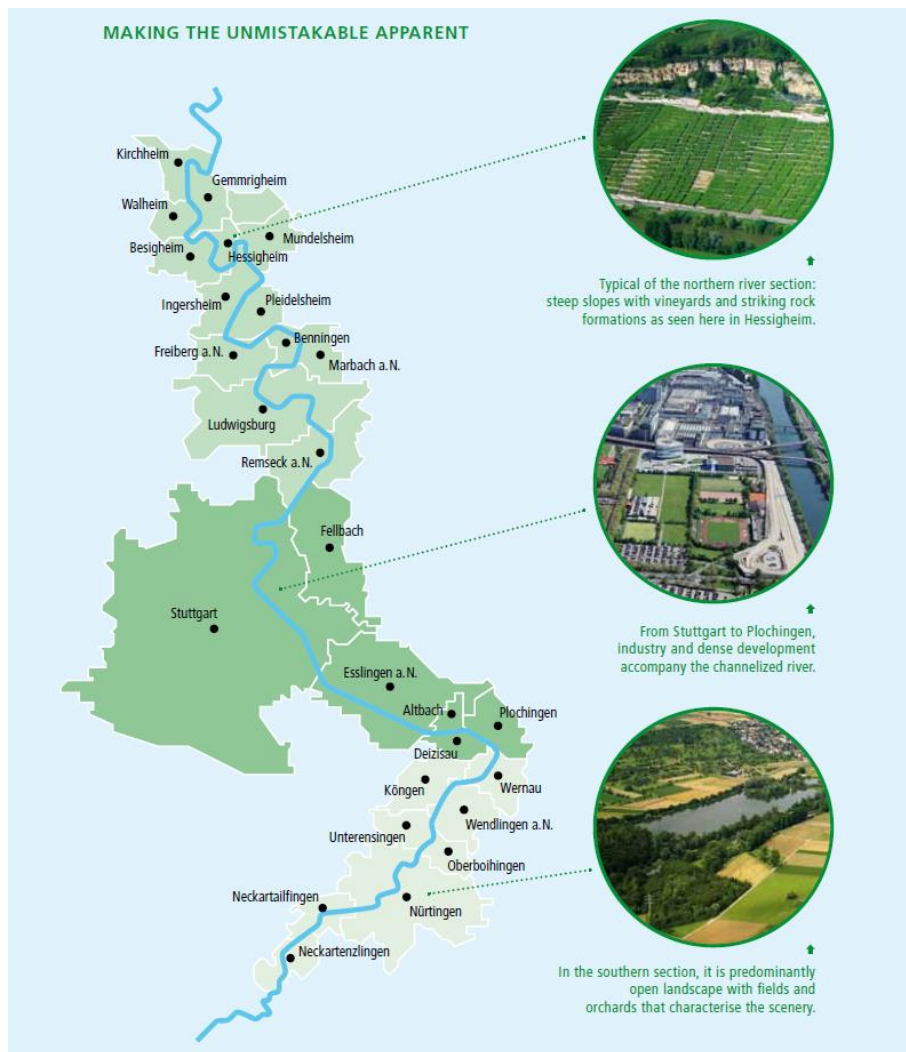 MAKING THE UNMISTAKABLE APPARENT
Kirchheim
Gemmrigheim
Walheim
Mundelsheim
Besigheim
Hessigheim
Ingersheim
Pleidelsheim
Benningen
Freiberg a.N.
Marbach a.N.
Ludwigsburg
Remseck a.N.
Fellbach
Stuttgart
Esslingen a.N.
Altbach
Plochingen
Deizisau
Köngen
Wernau
Wendlingen a.N.
Unterensingen
Oberboihingen
Neckartailfingen
Nürtingen
Neckartenzlingen
Typical of the northern river section:
steep slopes with vineyards and striking rock
formations as seen here in Hessigheim.
From Stuttgart to Plochingen,
industry and dense development
accompany the channelized river.
In the southern section, it is predominantly
open landscape with fields and
orchards that characterise the scenery.